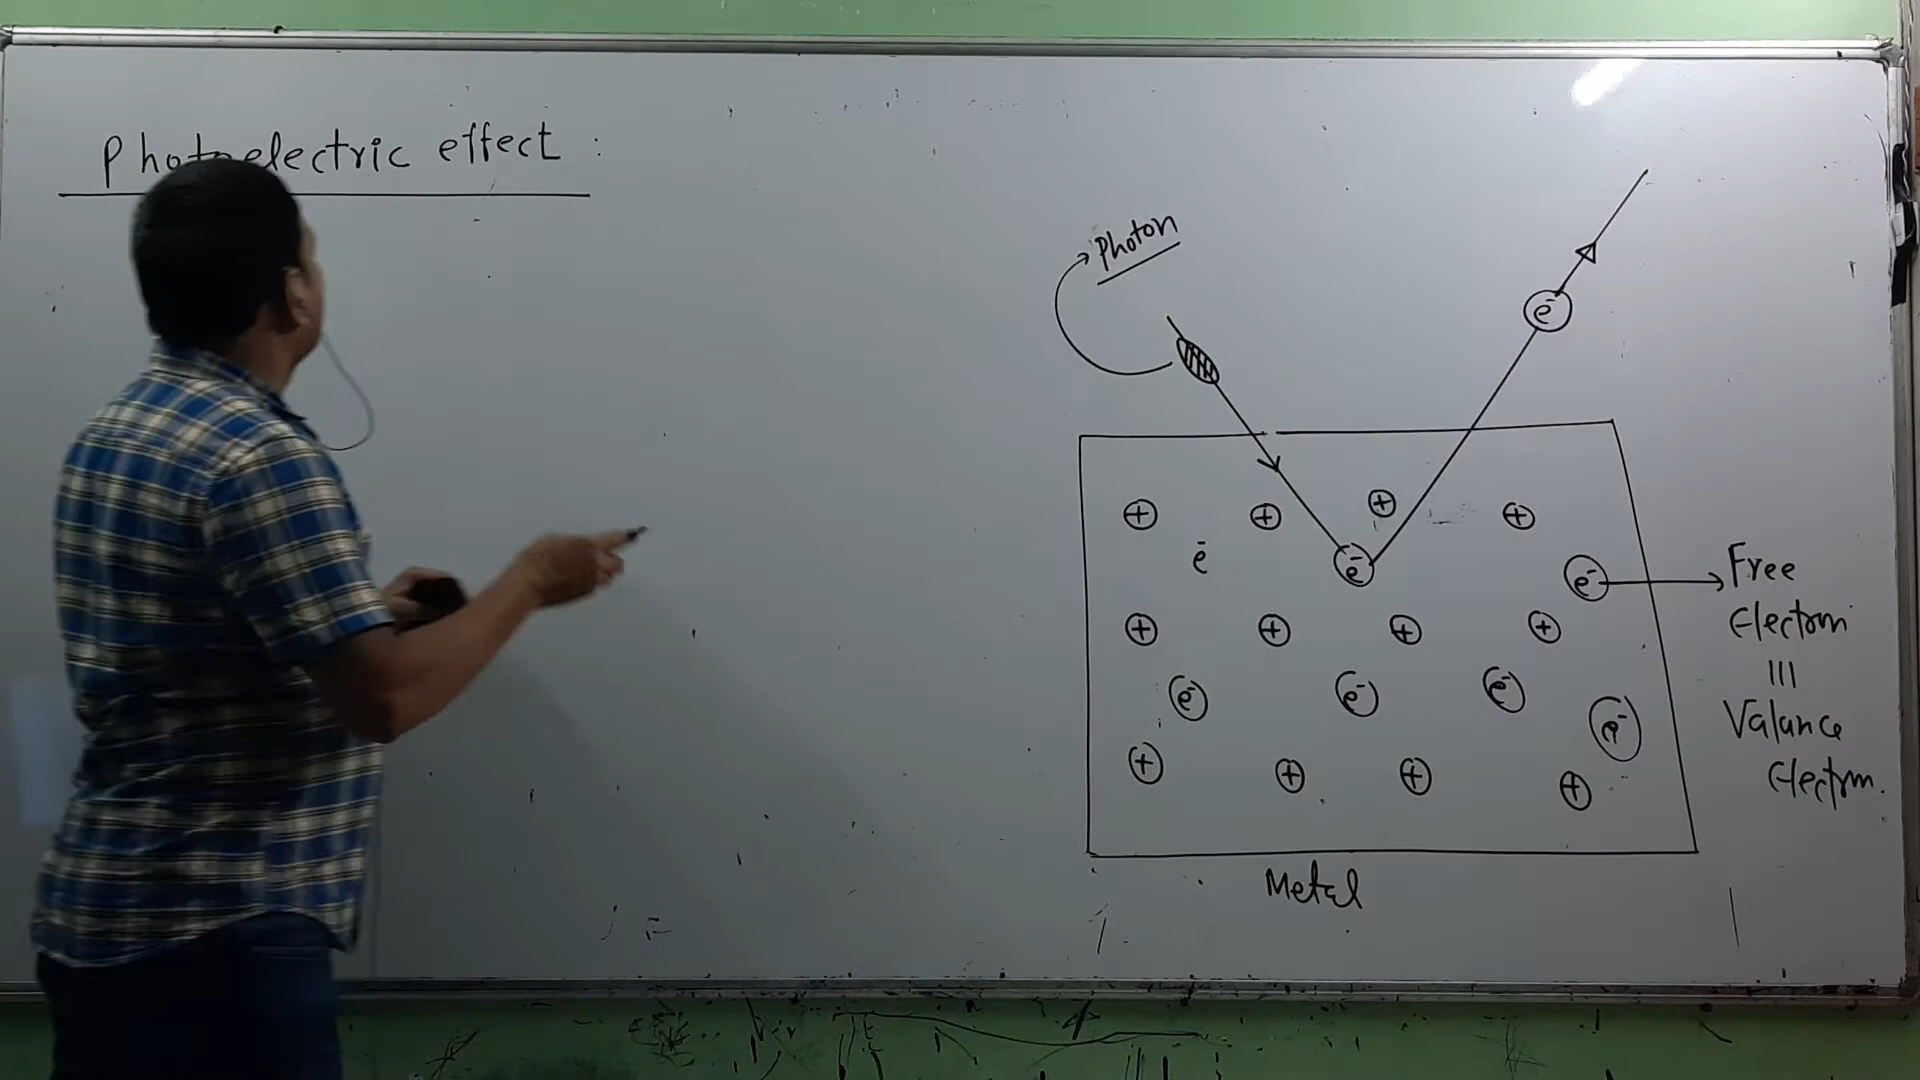 Photoelectric effect :
Photon
e⁻
⊕ ⊕ ⊕ ⊕
e⁻ e⁻ e⁻
Free
Electron
|||
⊕ ⊕ ⊕ ⊕
e⁻ e⁻ e⁻ e⁻
Valance
Electron.
⊕ ⊕ ⊕ ⊕
Metal